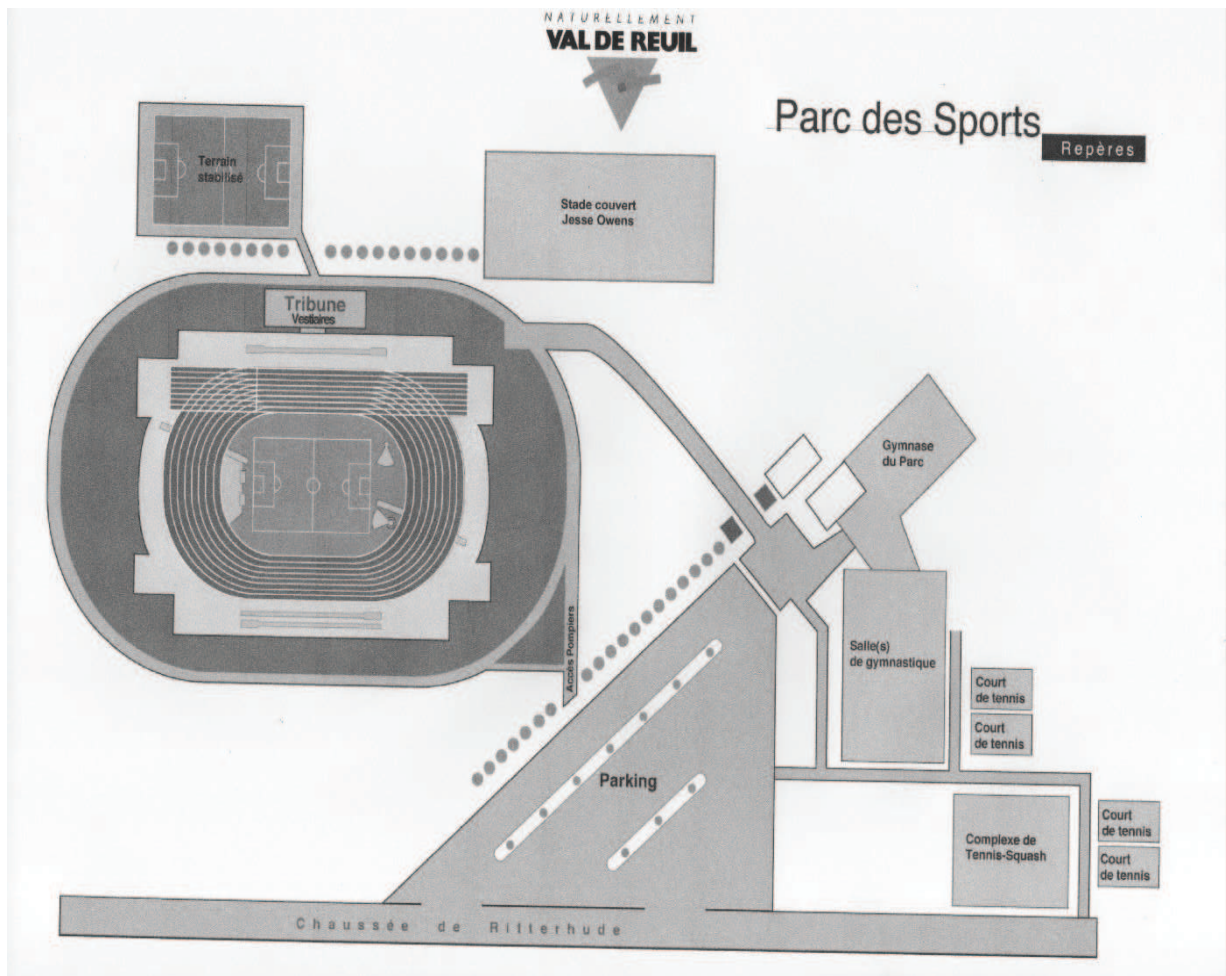 NATURELLEMENT
VAL DE REUIL
Parc des Sports
Repères
Terrain
stabilisé
Stade couvert
Jesse Owens
Tribune
Vestiaires
Gymnase
du Parc
Accès Pompiers
Salle(s)
de gymnastique
Court
de tennis
Court
de tennis
Parking
Complexe de
Tennis-Squash
Court
de tennis
Court
de tennis
Chaussée de Ritterhude